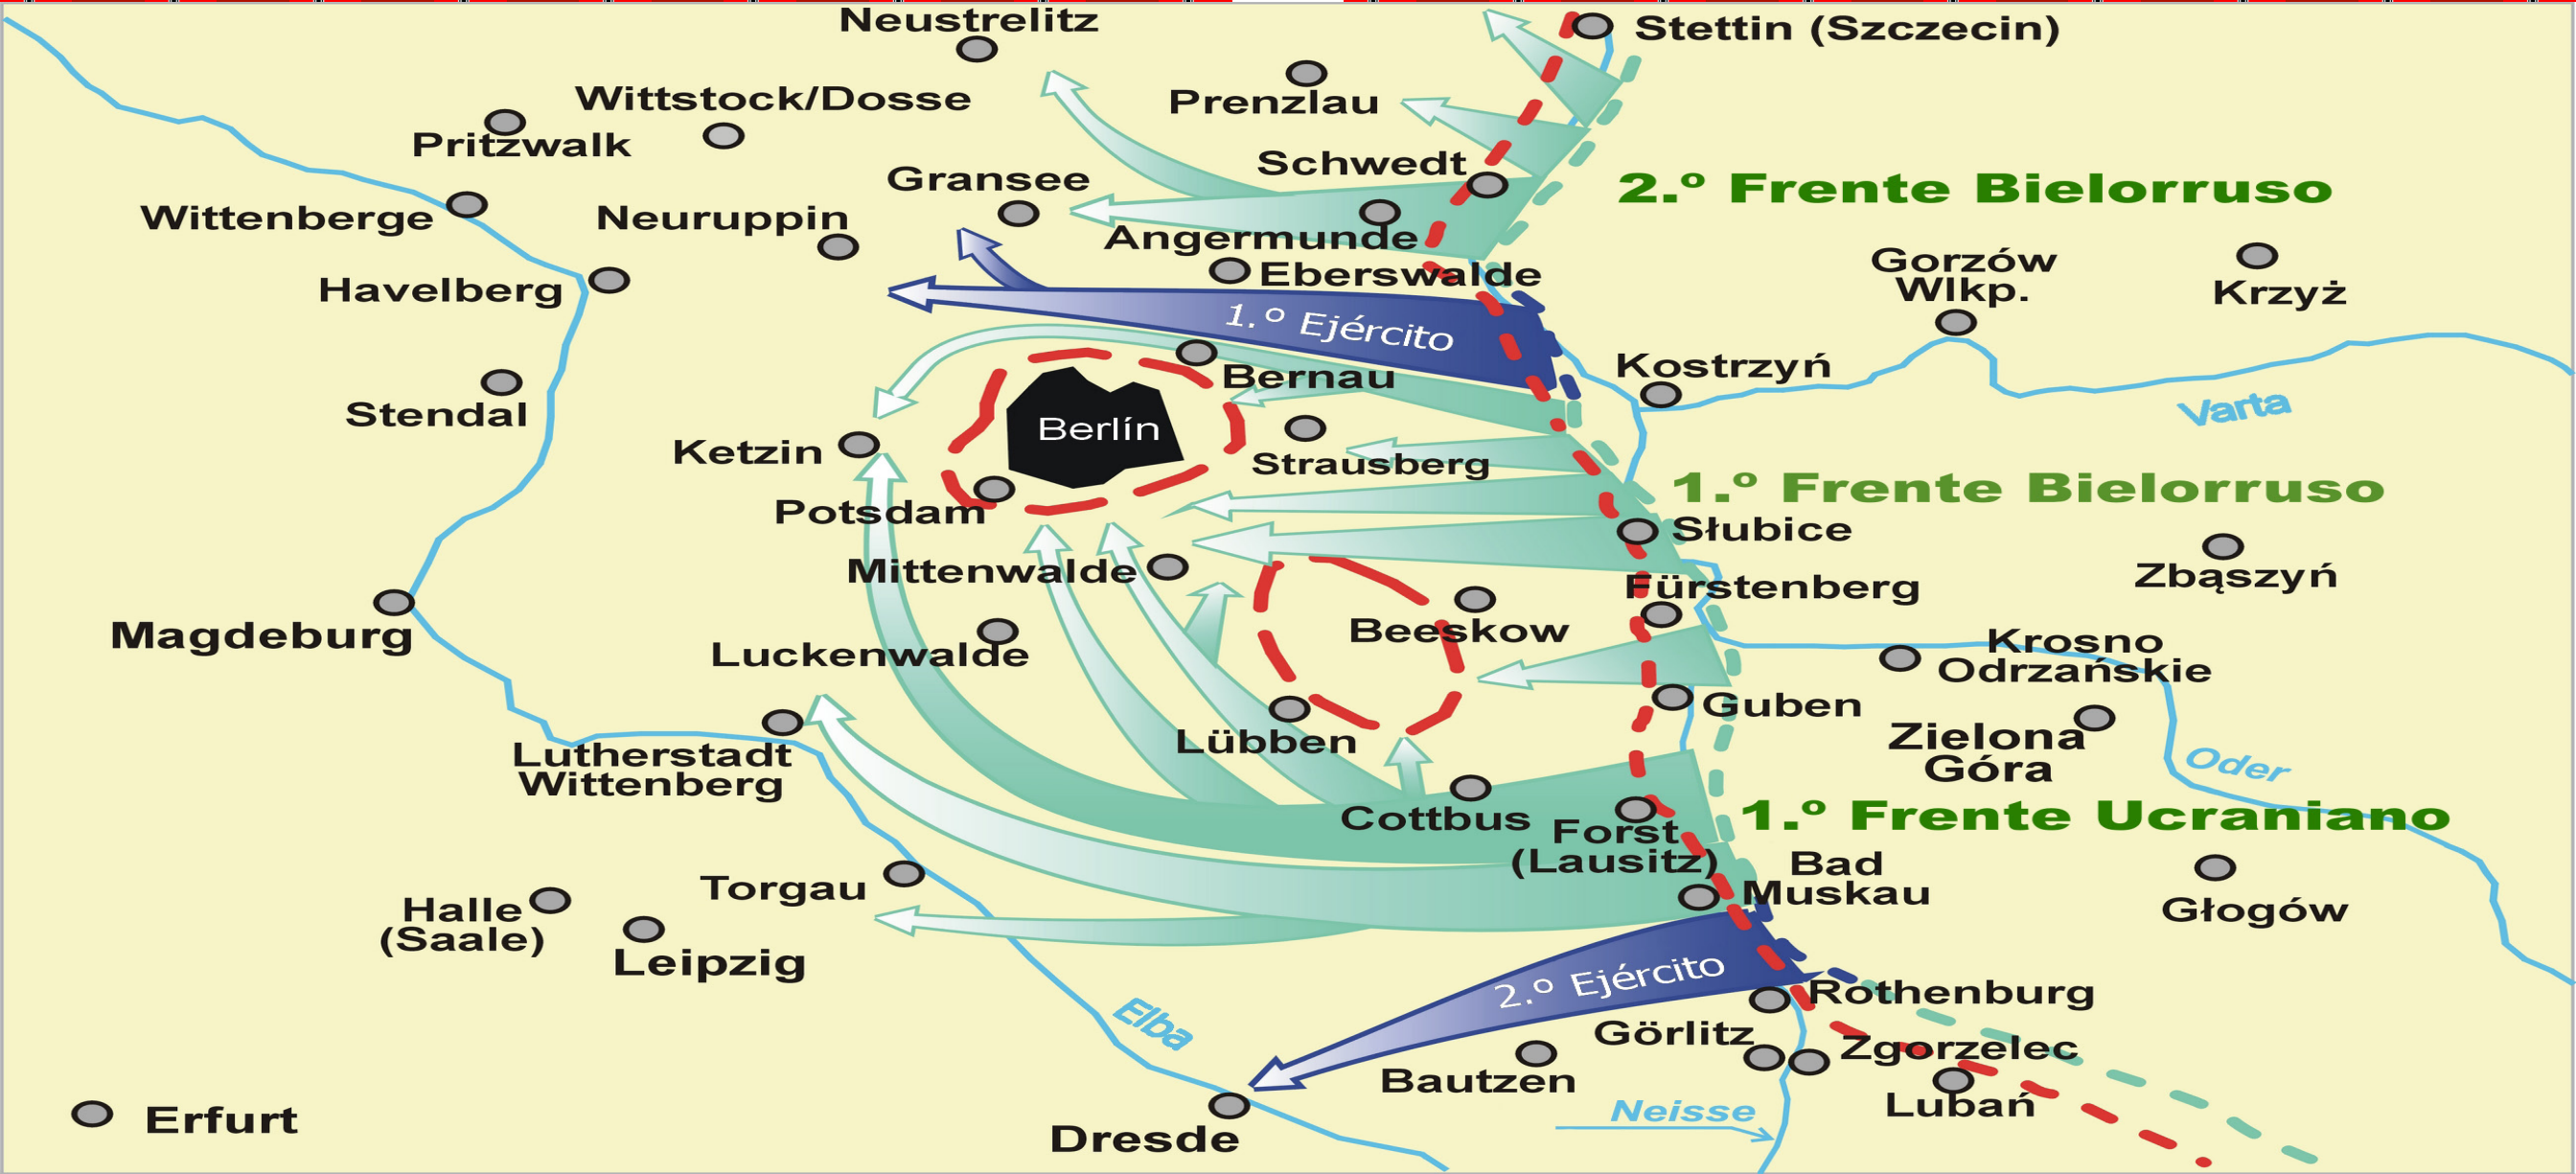 Neustrelitz
Stettin (Szczecin)
Wittstock/Dosse
Prenzlau
Pritzwalk
Schwedt
Gransee
2.º Frente Bielorruso
Wittenberge
Neuruppin
Angermunde
Eberswalde
Gorzów
Wlkp.
Krzyż
Havelberg
1.º Ejército
Kostrzyń
Bernau
Varta
Stendal
Berlín
Ketzin
Strausberg
1.º Frente Bielorruso
Potsdam
Słubice
Mittenwalde
Zbąszyń
Fürstenberg
Magdeburg
Beeskow
Krosno
Odrzańskie
Luckenwalde
Guben
Lübben
Zielona
Góra
Lutherstadt
Wittenberg
Oder
Cottbus
1.º Frente Ucraniano
Forst
(Lausitz)
Bad
Muskau
Torgau
Halle
(Saale)
Głogów
Leipzig
2.º Ejército
Rothenburg
Elba
Görlitz
Zgorzelec
Bautzen
Lubań
Neisse
Erfurt
Dresde